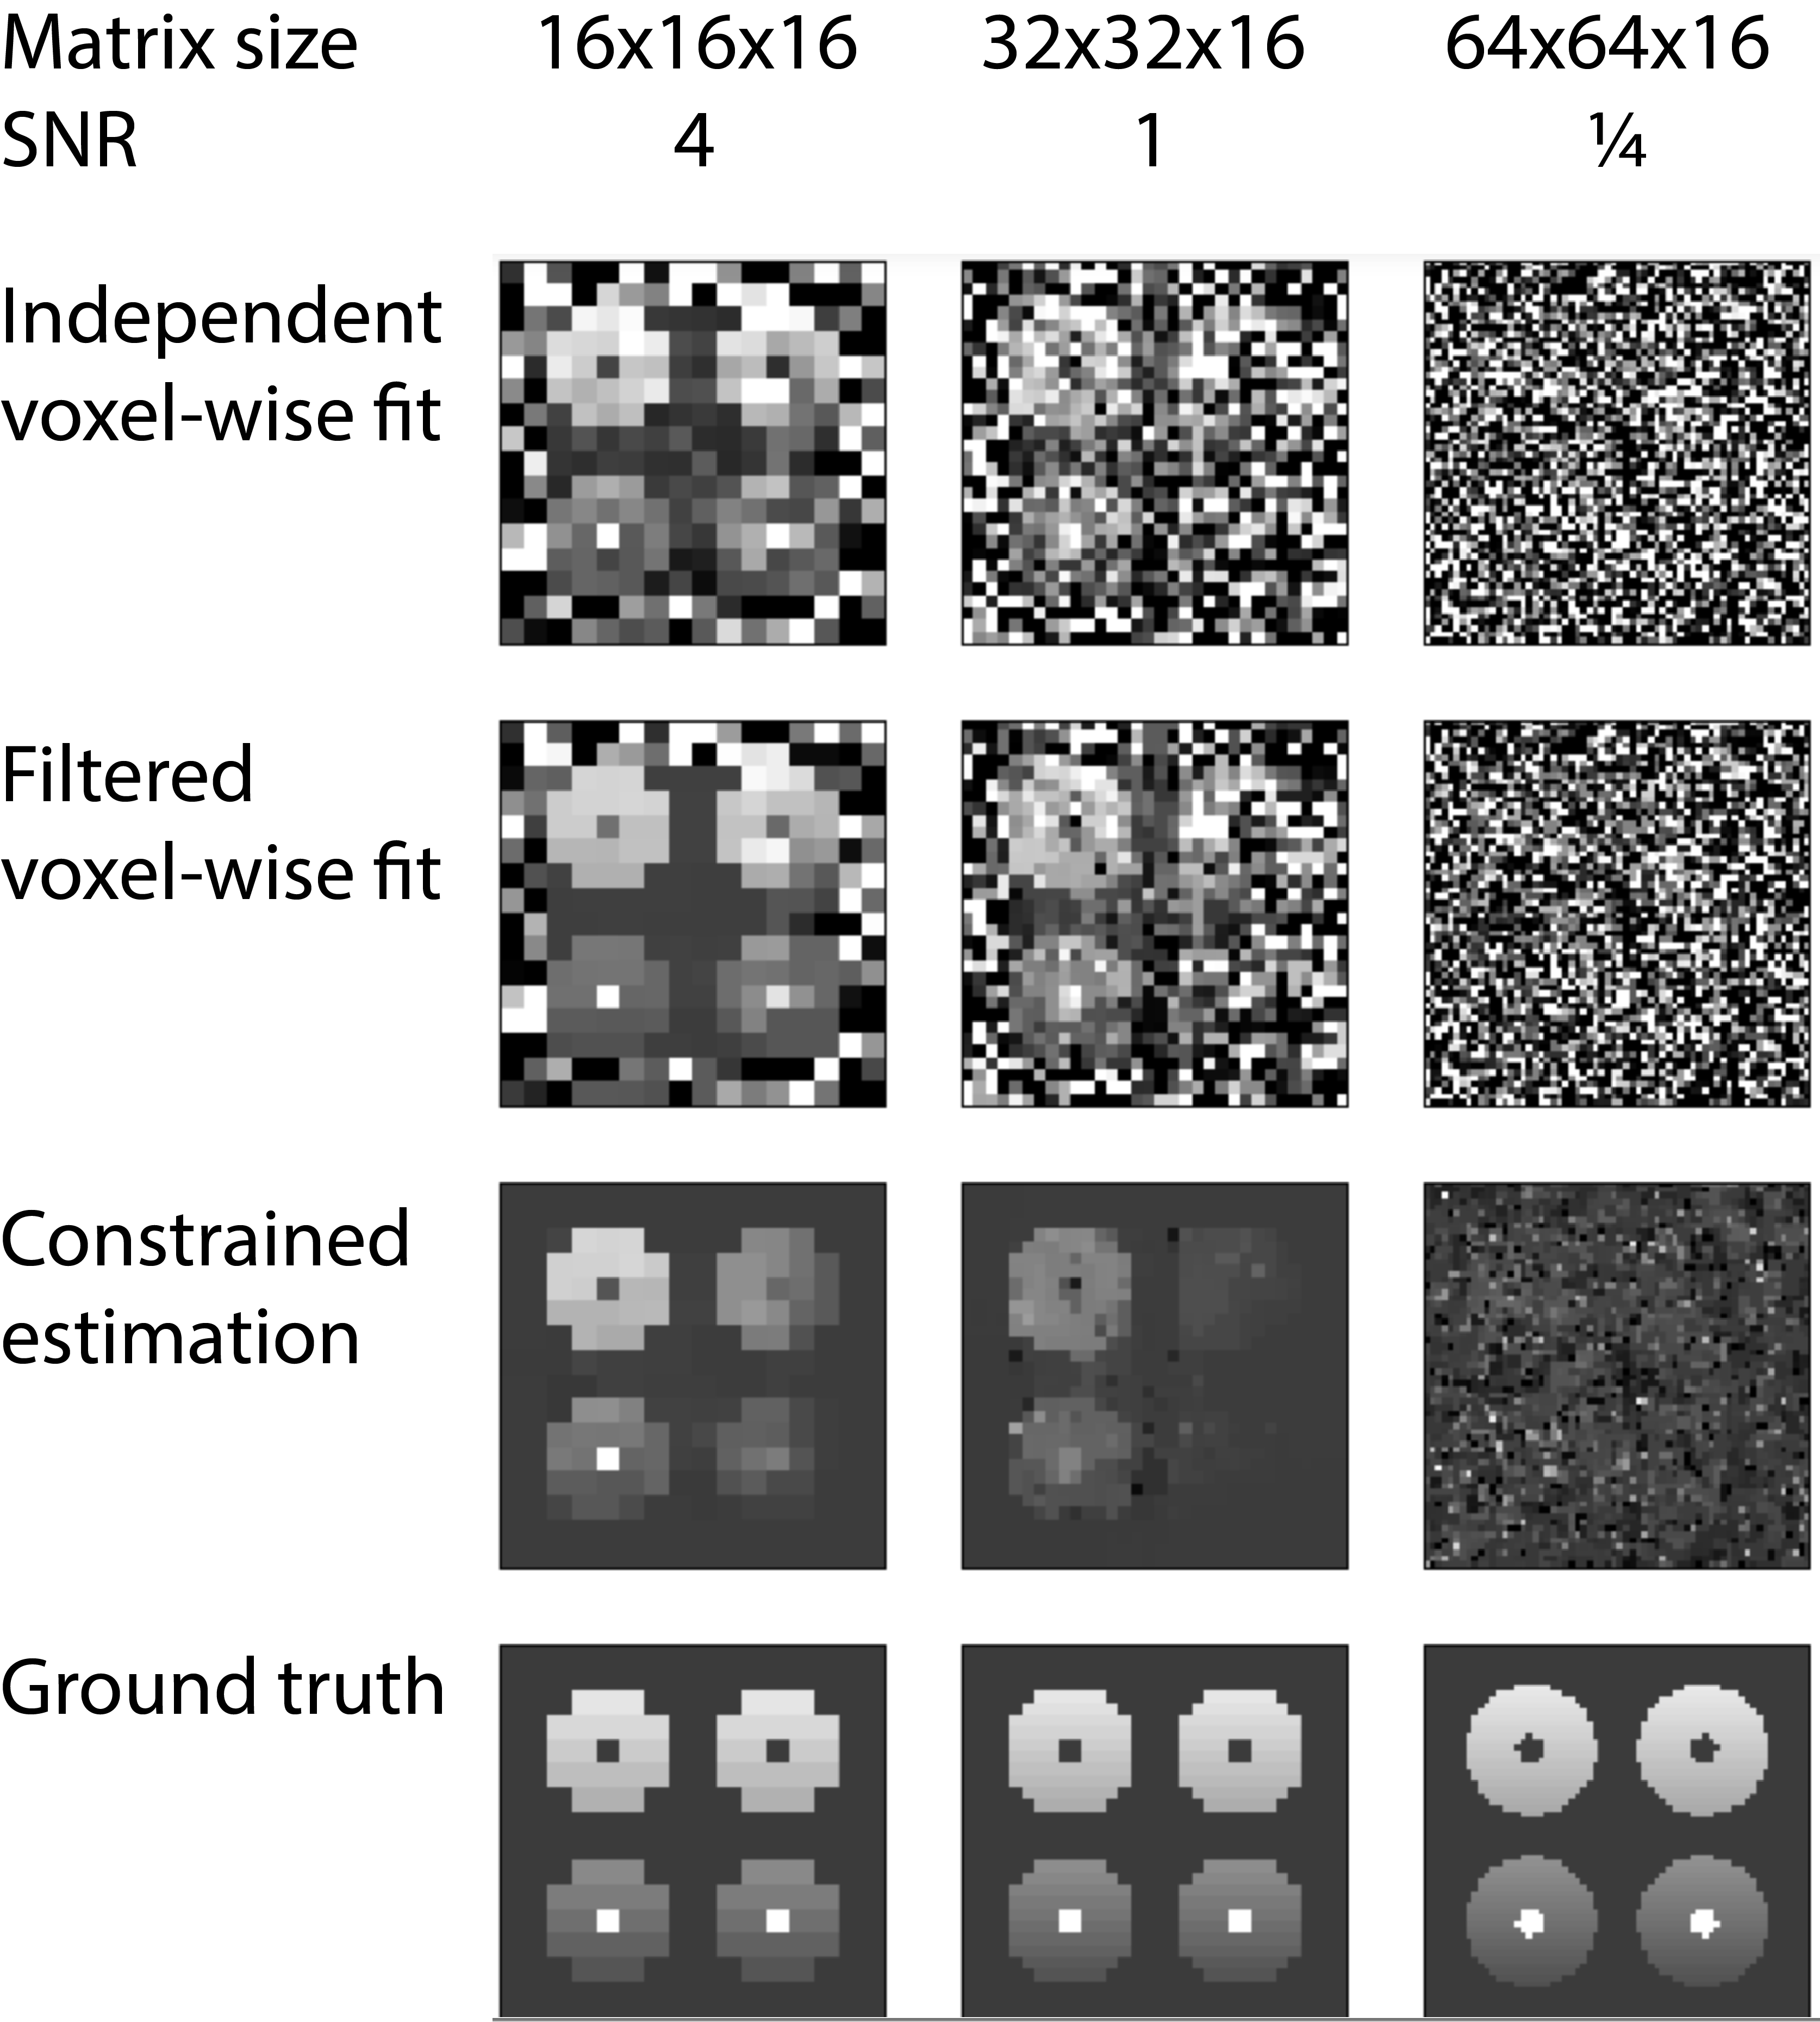 Matrix size 16x16x16 32x32x16 64x64x16
SNR 4 1 ¼
Independent
voxel-wise fit
Filtered
voxel-wise fit
Constrained
estimation
Ground truth